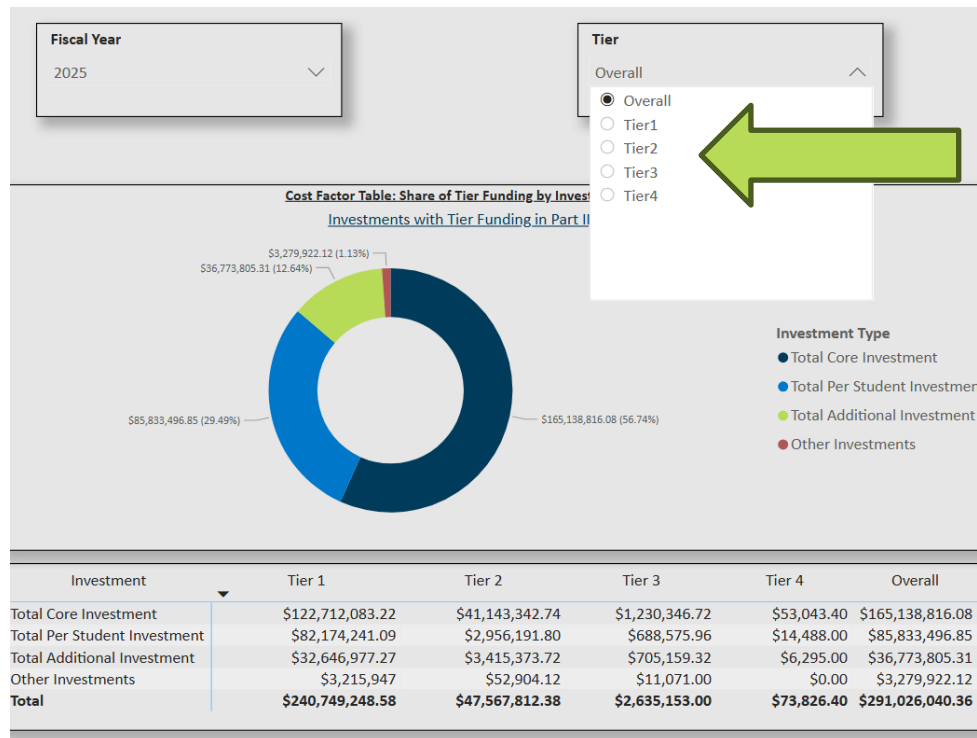 Fiscal Year
2025
Tier
Overall
Overall
Tier1
Tier2
Tier3
Tier4
Cost Factor Table: Share of Tier Funding by
Investments with Tier Funding in Part
$3,279,922.12 (1.13%)
$36,773,805.31 (12.64%)
$85,833,496.85 (29.49%)
$165,138,816.08 (56.74%)
Investment Type
Total Core Investment
Total Per Student
Total Additional Investment
Other Investments
Investment Tier 1 Tier 2 Tier 3 Tier 4 Overall
Total Core Investment $122,712,083.22 $41,143,342.74 $1,230,346.72 $53,043.40 $165,138,816.08
Total Per Student Investment $82,174,241.09 $2,956,191.80 $688,575.96 $14,488.00 $85,833,496.85
Total Additional Investment $32,646,977.27 $3,415,373.72 $705,159.32 $6,295.00 $36,773,805.31
Other Investments $3,215,947 $52,904.12 $11,071.00 $0.00 $3,279,922.12
Total $240,749,248.58 $47,567,812.38 $2,635,153.00 $73,826.40 $291,026,040.36